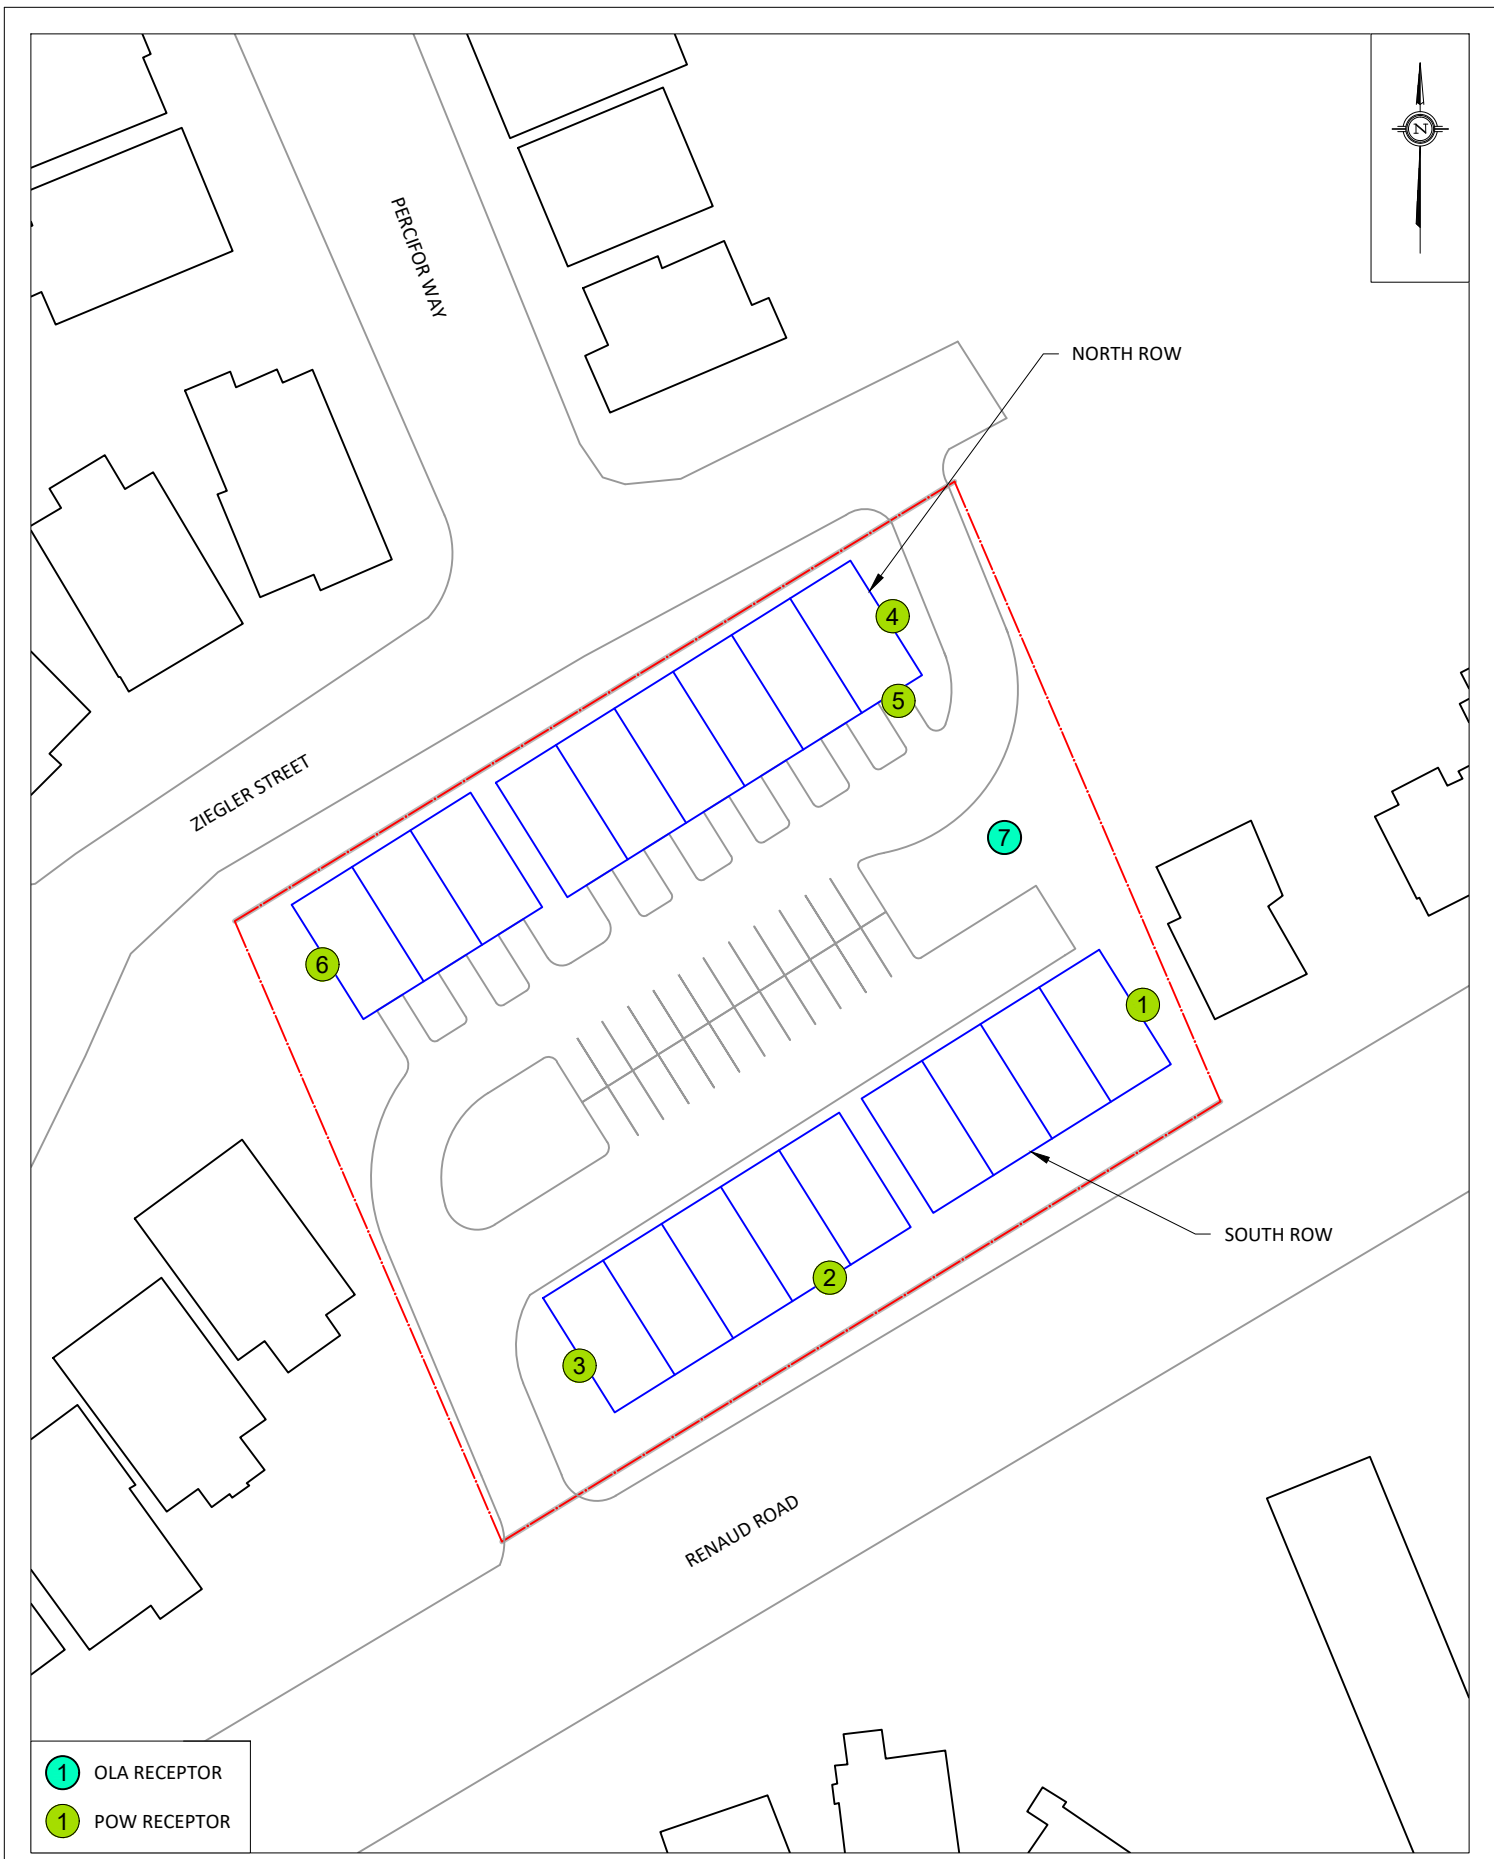 N
PERCIFOR WAY
NORTH ROW
4
5
ZIEGLER STREET
7
6
1
SOUTH ROW
2
3
RENAUD ROAD
1 OLA RECEPTOR
1 POW RECEPTOR